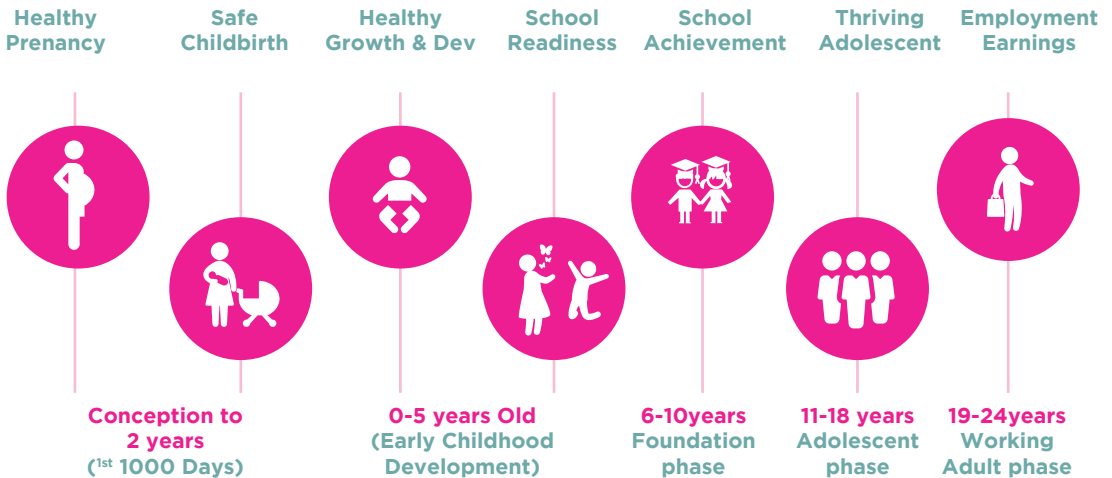 Healthy
Prenancy
Safe
Childbirth
Healthy
Growth & Dev
School
Readiness
School
Achievement
Thriving
Adolescent
Employment
Earnings
Conception to
2 years
(1st 1000 Days)
0-5 years Old
(Early Childhood
Development)
6-10years
Foundation
phase
11-18 years
Adolescent
phase
19-24years
Working
Adult phase